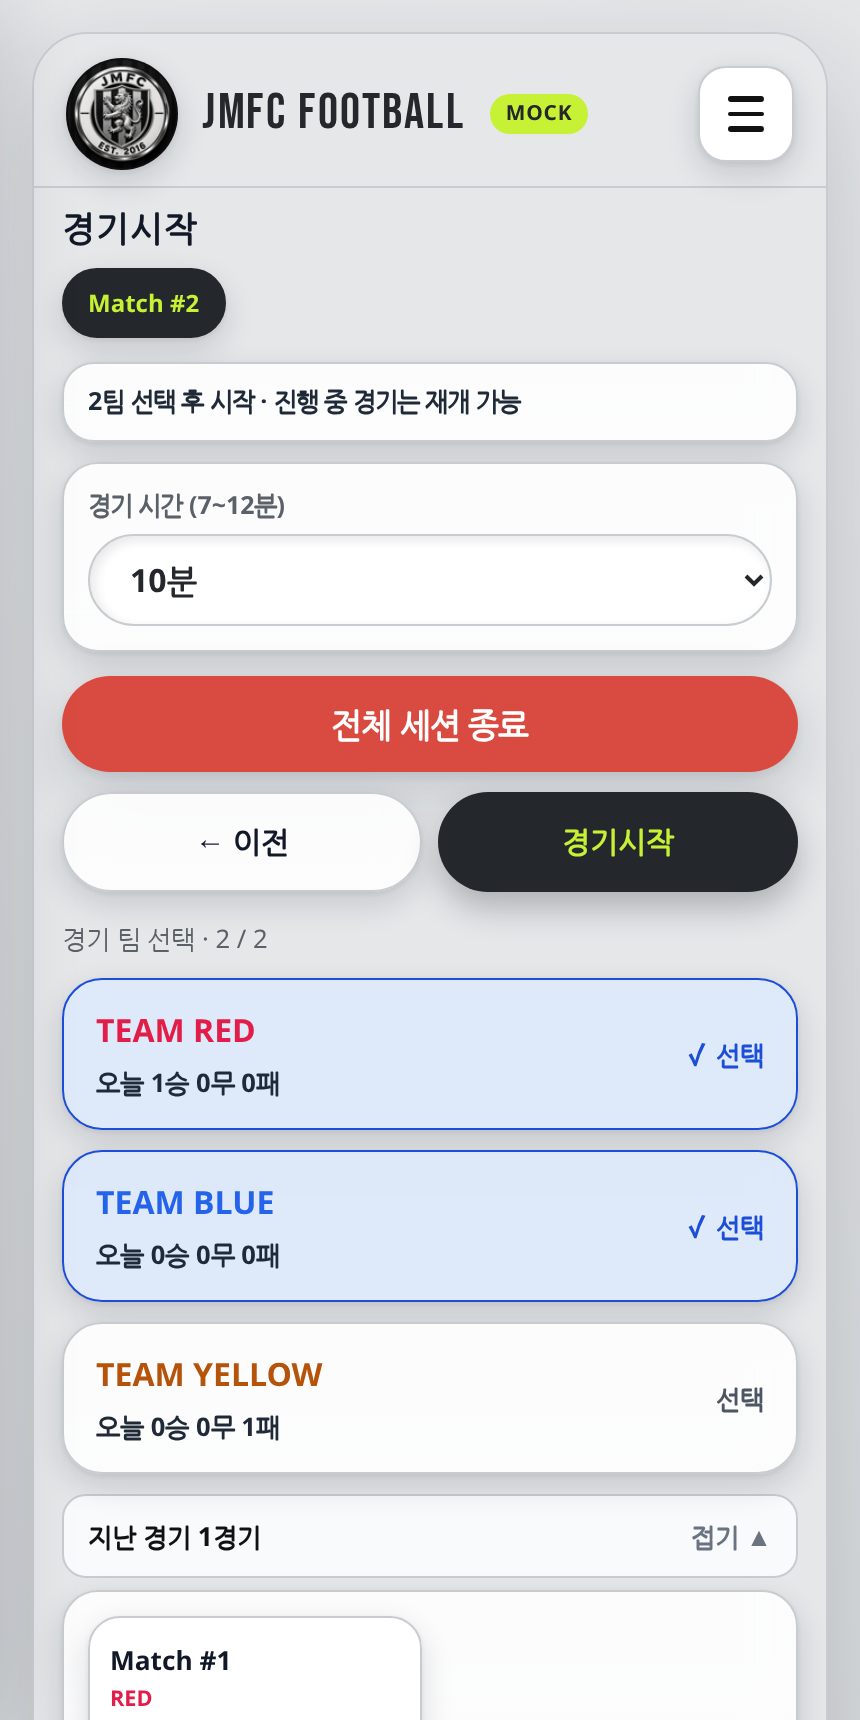 JMFC
EST. 2016
JMFC FOOTBALL
MOCK
경기시작
Match #2
2팀 선택 후 시작 · 진행 중 경기는 재개 가능
경기 시간 (7~12분)
10분
전체 세션 종료
← 이전
경기시작
경기 팀 선택 · 2 / 2
TEAM RED
오늘 1승 0무 0패
✓ 선택
TEAM BLUE
오늘 0승 0무 0패
✓ 선택
TEAM YELLOW
오늘 0승 0무 1패
선택
지난 경기 1경기
접기 ▲
Match #1
RED